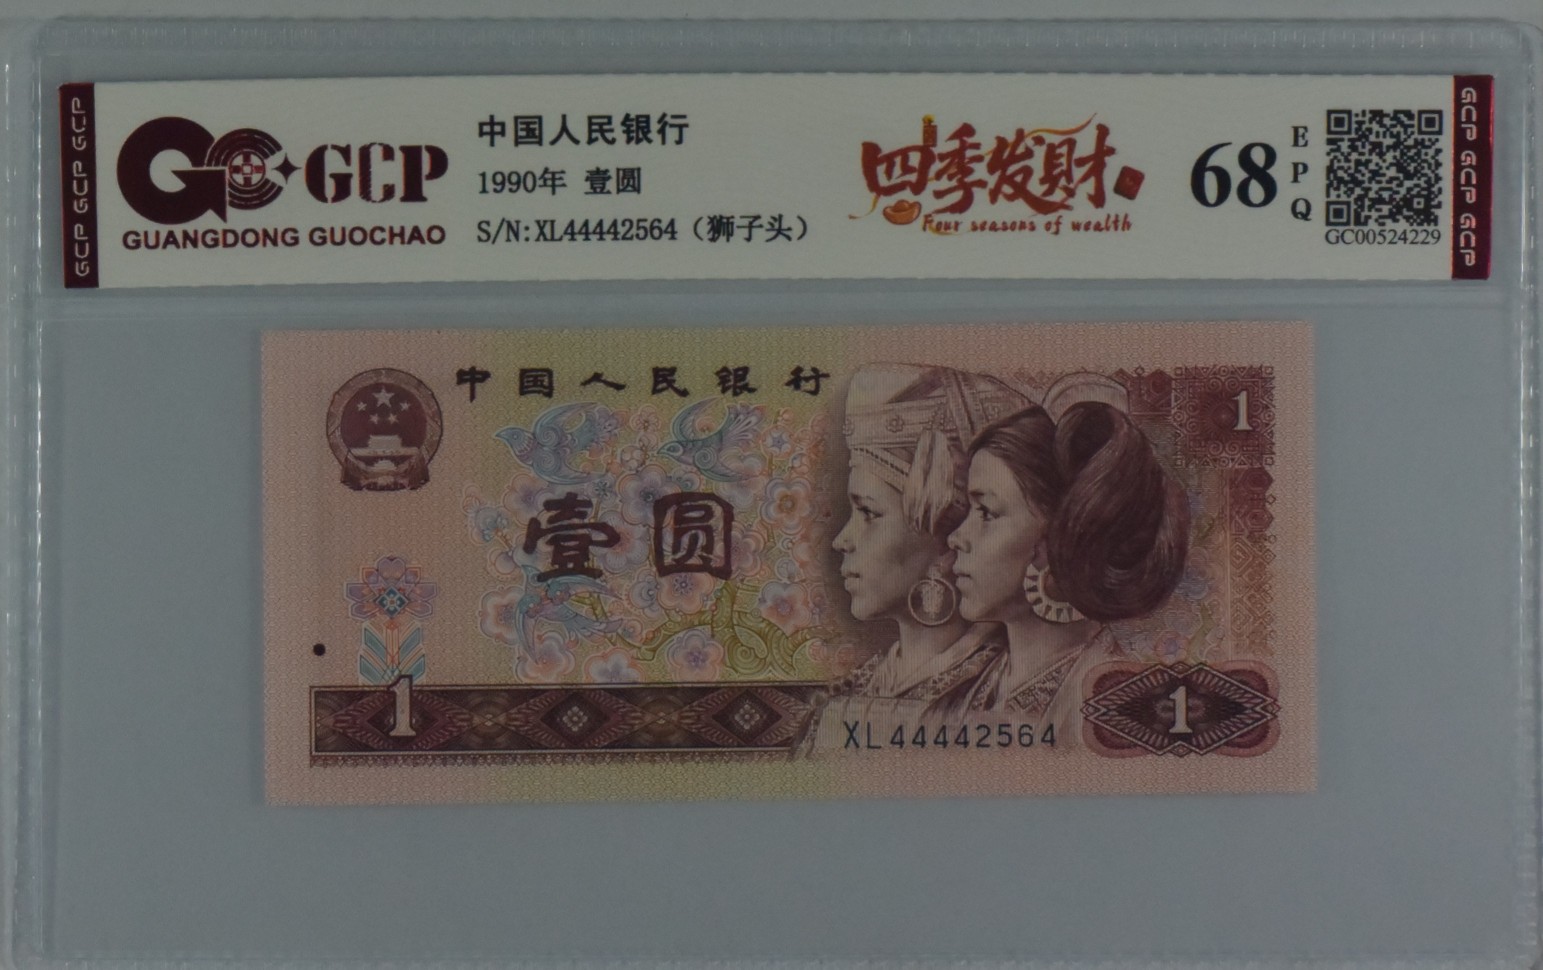 GCP GCP GCP
GCP
GUANGDONG GUOCHAO
中国人民银行
1990年 壹圆
S/N:XL44442564（狮子头）
四季发财
Four seasons of wealth
68
EPQ
GC00524229
GCP GCP GCP
中国人民银行
1
壹圆
1
XL44442564
1